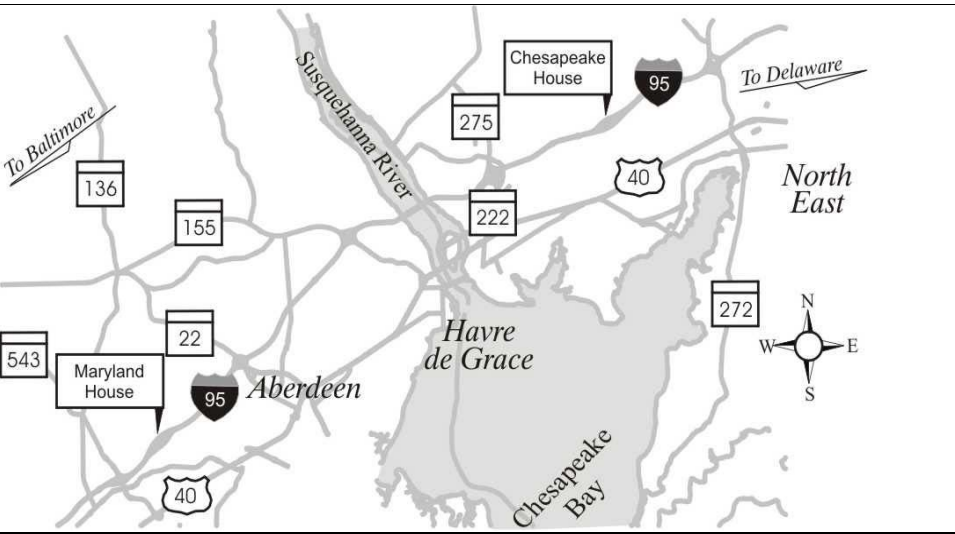 Susquehanna River
Chesapeake
House
95
To Delaware
275
To Baltimore
136
40
North
East
155
222
272
N
W
E
S
22
543
Havre
de Grace
Maryland
House
95
Aberdeen
40
Chesapeake
Bay